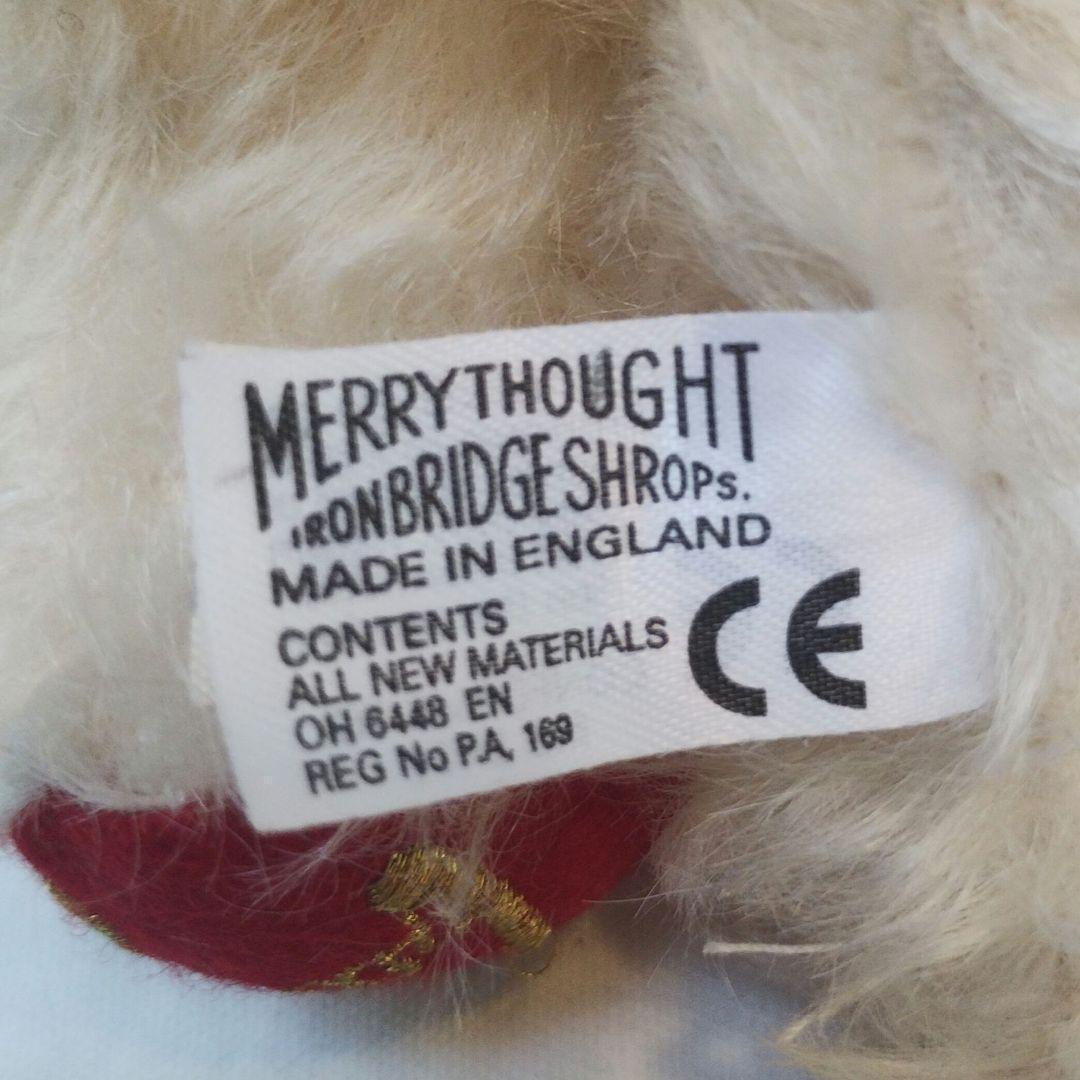 MERRYTHOUGHT
IRONBRIDGE SHROPS.
MADE IN ENGLAND
CONTENTS
ALL NEW MATERIALS
OH 6448 EN
REG No P.A, 169
CE